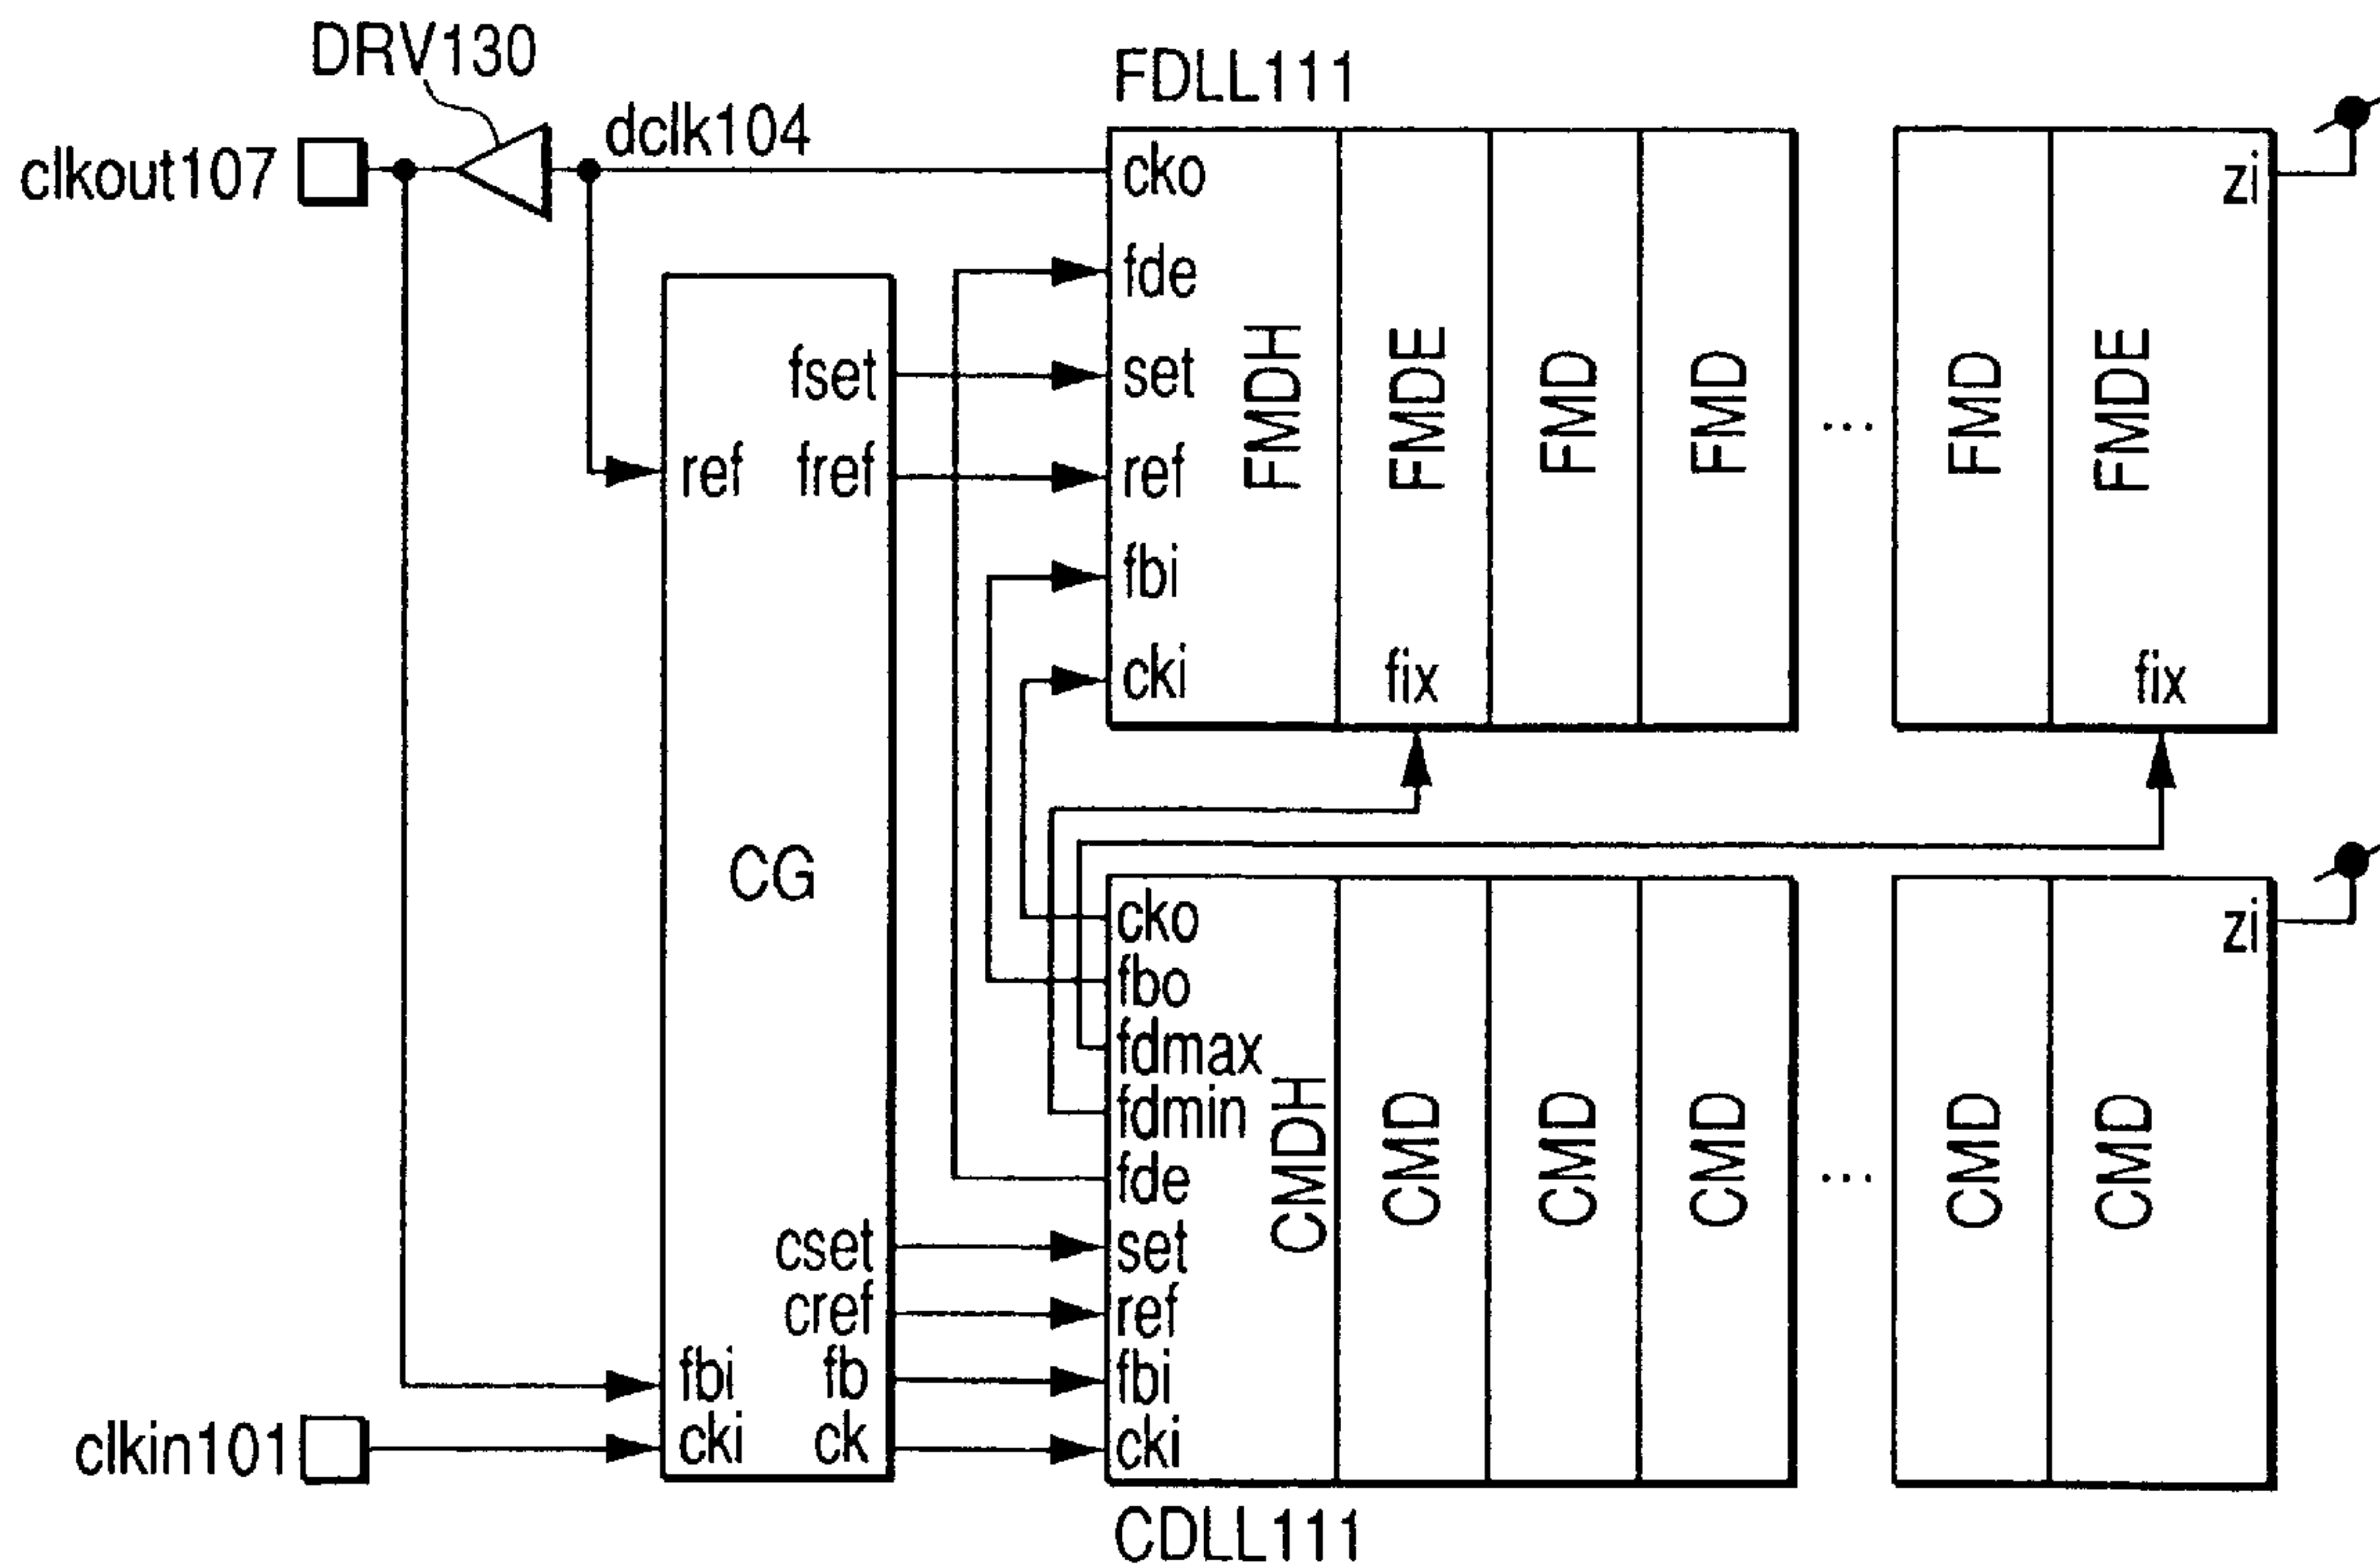 DRV130
clkout107
dclk104
FDLL111
cko
fde
set
ref
fbi
cki
FMDH
FMDE
fix
FMD
FMD
...
FMD
FMDE
zi
fix
fset
ref
fref
CG
cset
cref
fbi
fb
cki
ck
clkin101
cko
fbo
fdmax
fdmin
fde
set
ref
fbi
cki
CMDH
CMD
CMD
CMD
...
CMD
CMD
zi
CDLL111